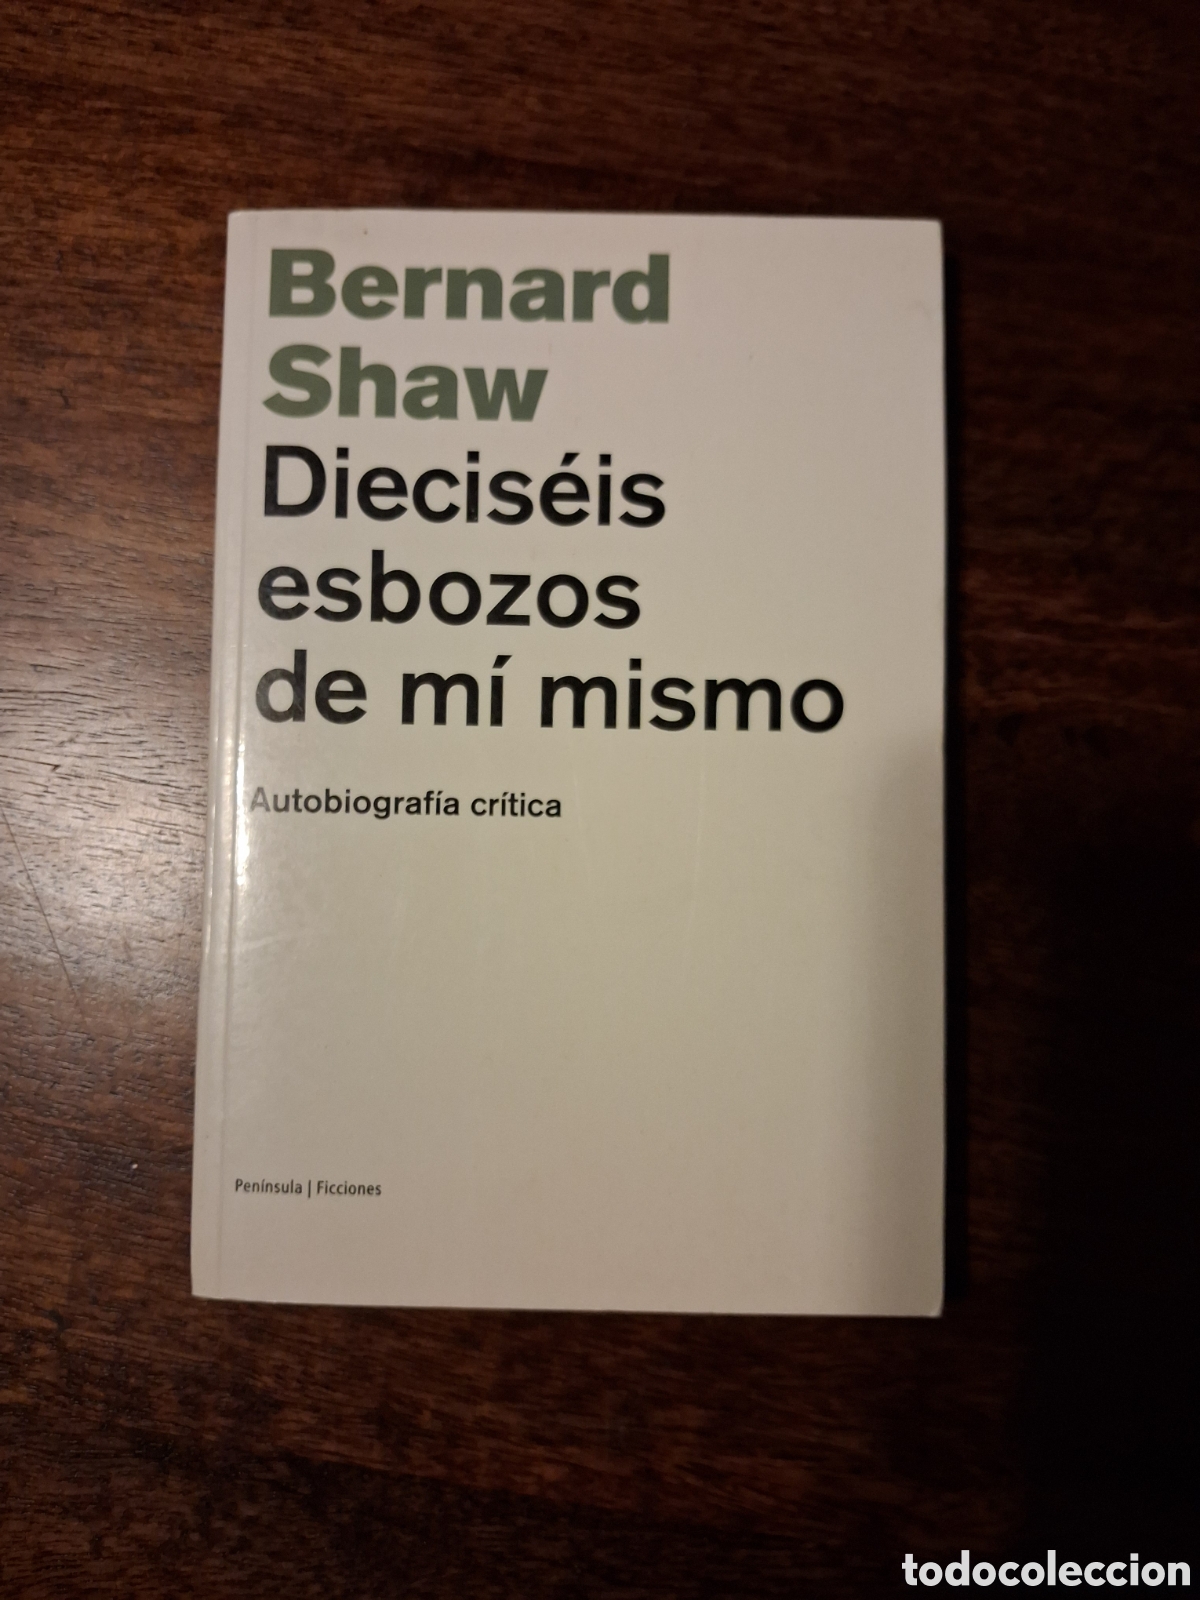 Bernard
Shaw
Dieciséis
esbozos
de mí mismo
Autobiografía crítica
Península | Ficciones
todocoleccion